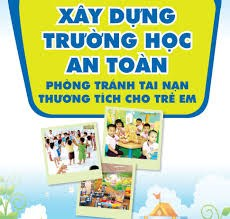 XÂY DỰNG
TRƯỜNG HỌC
AN TOÀN
PHÒNG TRÁNH TAI NẠN
THƯƠNG TÍCH CHO TRẺ EM